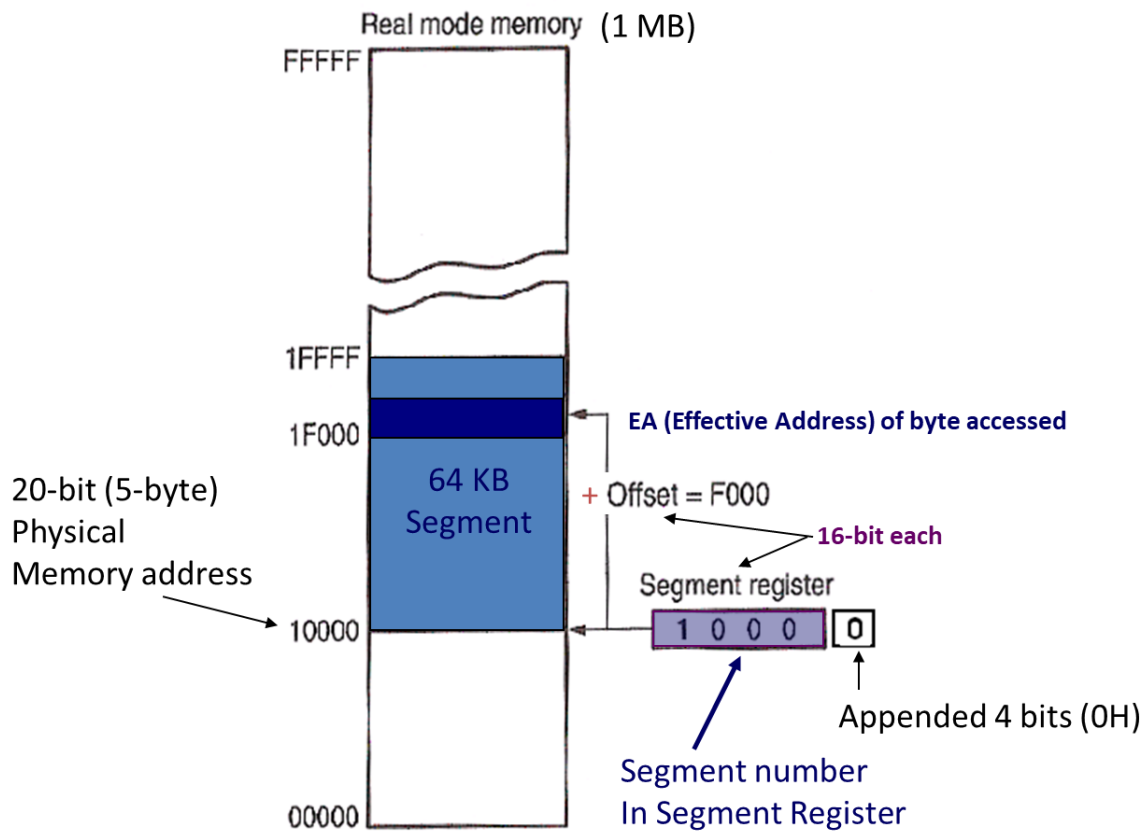 Real mode memory (1 MB)
FFFFF
1FFFF
EA (Effective Address) of byte accessed
1F000
64 KB
Segment
+ Offset = F000
20-bit (5-byte)
Physical
Memory address
16-bit each
Segment register
10000
1 0 0 0 0
Appended 4 bits (0H)
Segment number
In Segment Register
00000